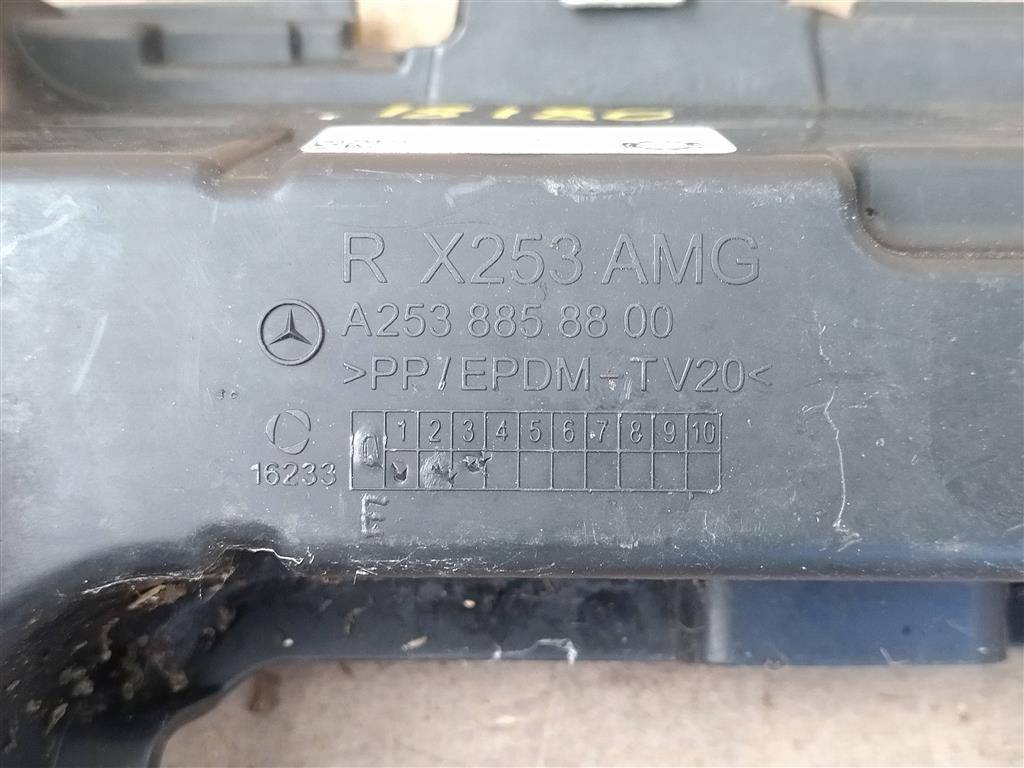 18180
R X253 AMG
A253 885 88 00
>PP/EPDM-TV20<
1 2 3 4 5 6 7 8 9 10
16233
E